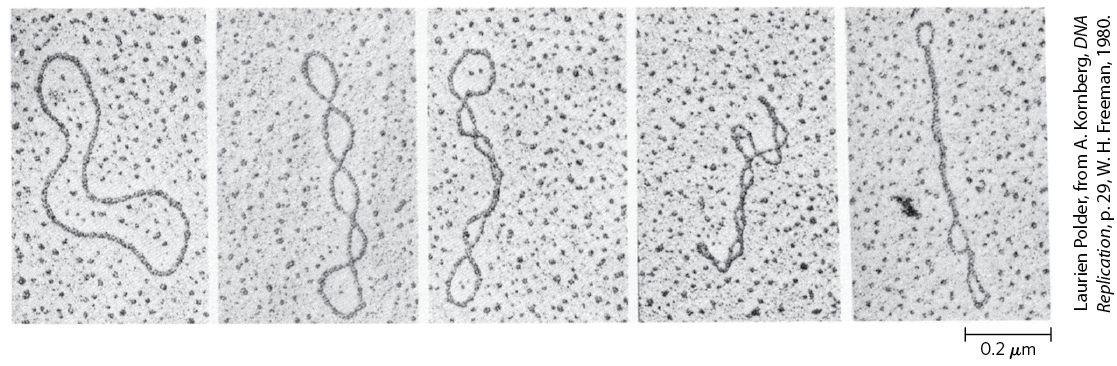 Laurien Polder, from A. Kornberg, DNA
Replication, p. 29, W. H. Freeman, 1980.
0.2 μm